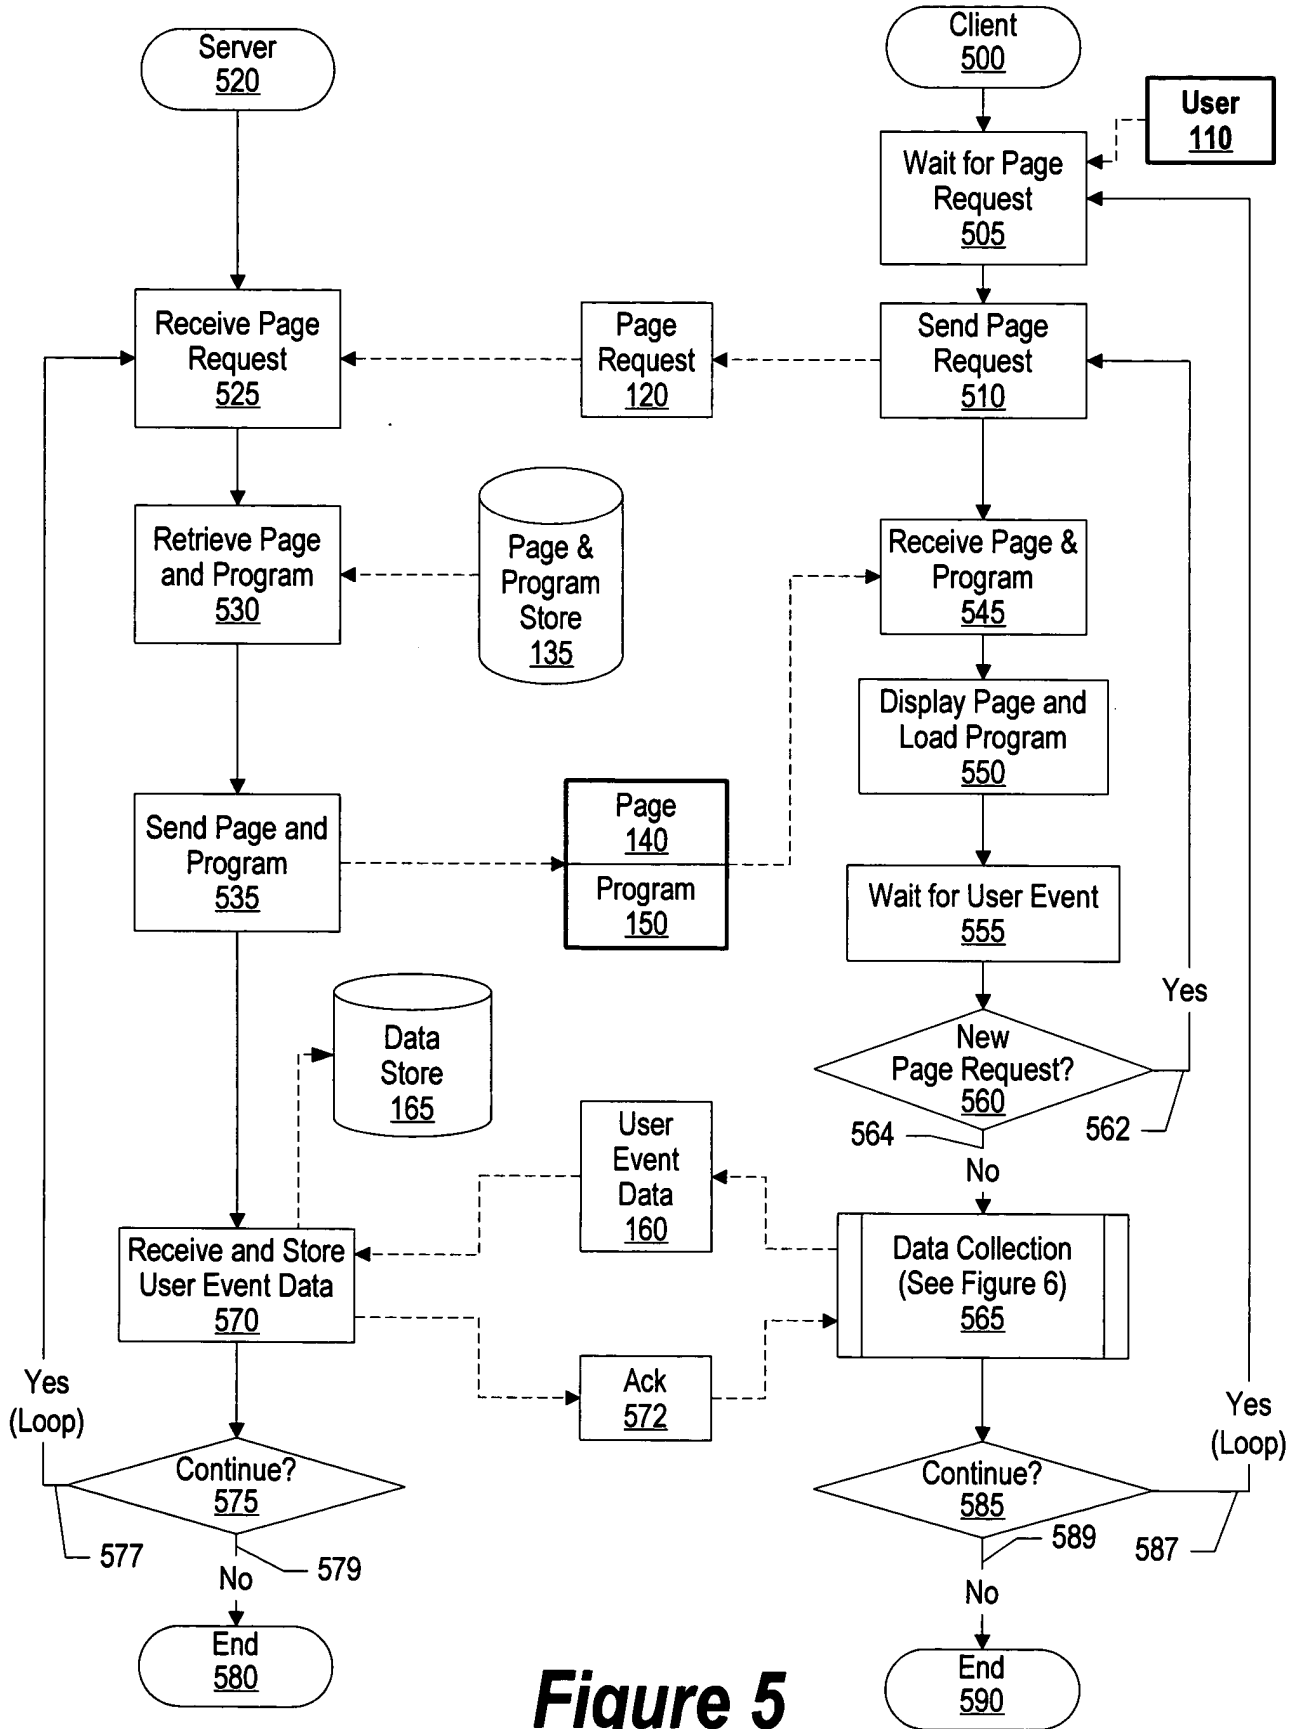 Server
520
Client
500
User
110
Wait for Page
Request
505
Receive Page
Request
525
Page
Request
120
Send Page
Request
510
Retrieve Page
and Program
530
Page &
Program
Store
135
Receive Page &
Program
545
Display Page and
Load Program
550
Send Page and
Program
535
Page
140
Program
150
Wait for User Event
555
Yes
Data
Store
165
New
Page Request?
560
564
562
No
User
Event
Data
160
Receive and Store
User Event Data
570
Data Collection
(See Figure 6)
565
Ack
572
Yes
(Loop)
Yes
(Loop)
Continue?
575
Continue?
585
577
579
No
589
587
No
End
580
End
590
Figure 5